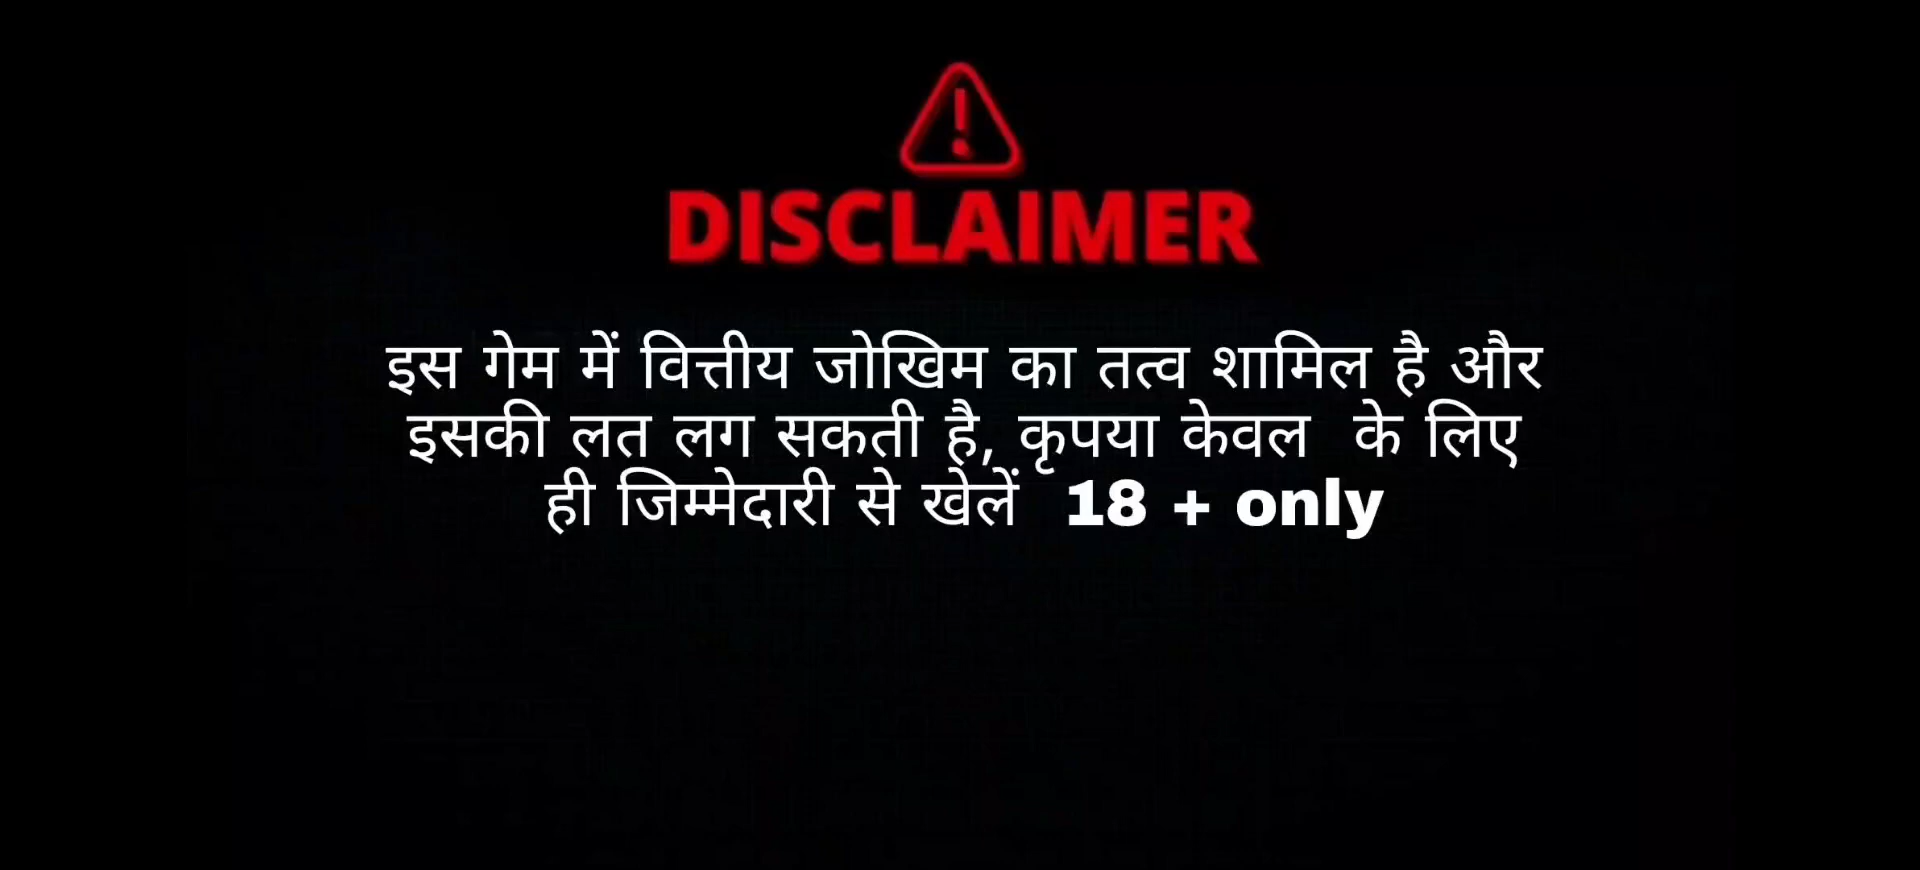 DISCLAIMER
इस गेम में वित्तीय जोखिम का तत्व शामिल है और
इसकी लत लग सकती है, कृपया केवल के लिए
ही जिम्मेदारी से खेलें 18 + only